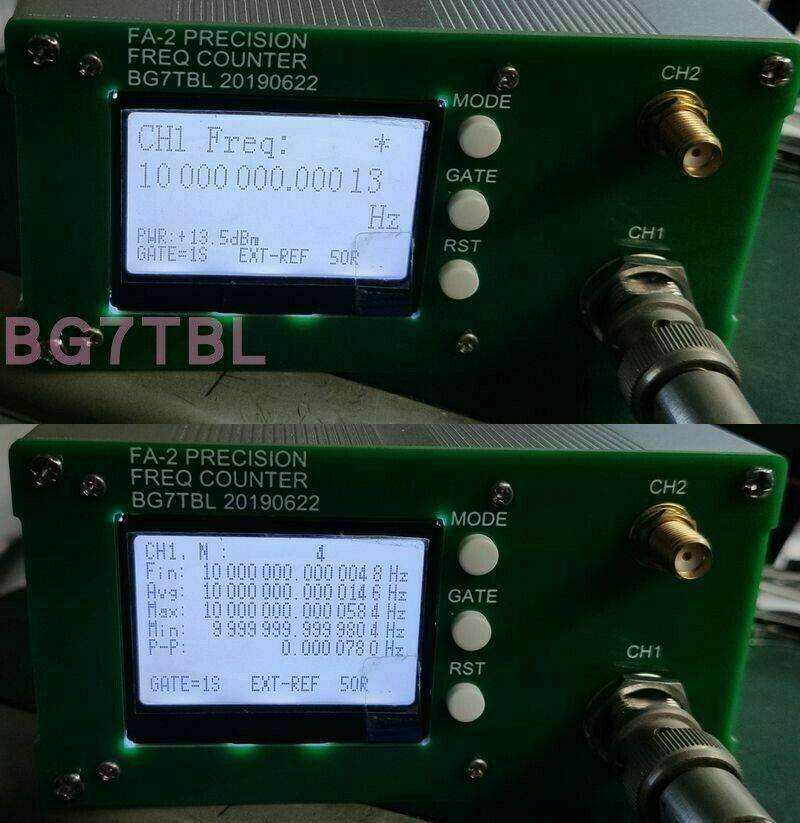 FA-2 PRECISION
FREQ COUNTER
BG7TBL 20190622
MODE
CH2
CH1 Freq: *
10 000 000.000 13
Hz
PWR:+13.5dBm
GATE=1S EXT-REF 50R
GATE
RST
CH1
BG7TBL
FA-2 PRECISION
FREQ COUNTER
BG7TBL 20190622
MODE
CH2
CH1. N : 4
Fin: 10 000 000.000 004 8 Hz
Avg: 10 000 000.000 014 6 Hz
Max: 10 000 000.000 058 4 Hz
Min: 9 999 999.999 980 4 Hz
P-P: 0.000 078 0 Hz
GATE=1S EXT-REF 50R
GATE
RST
CH1